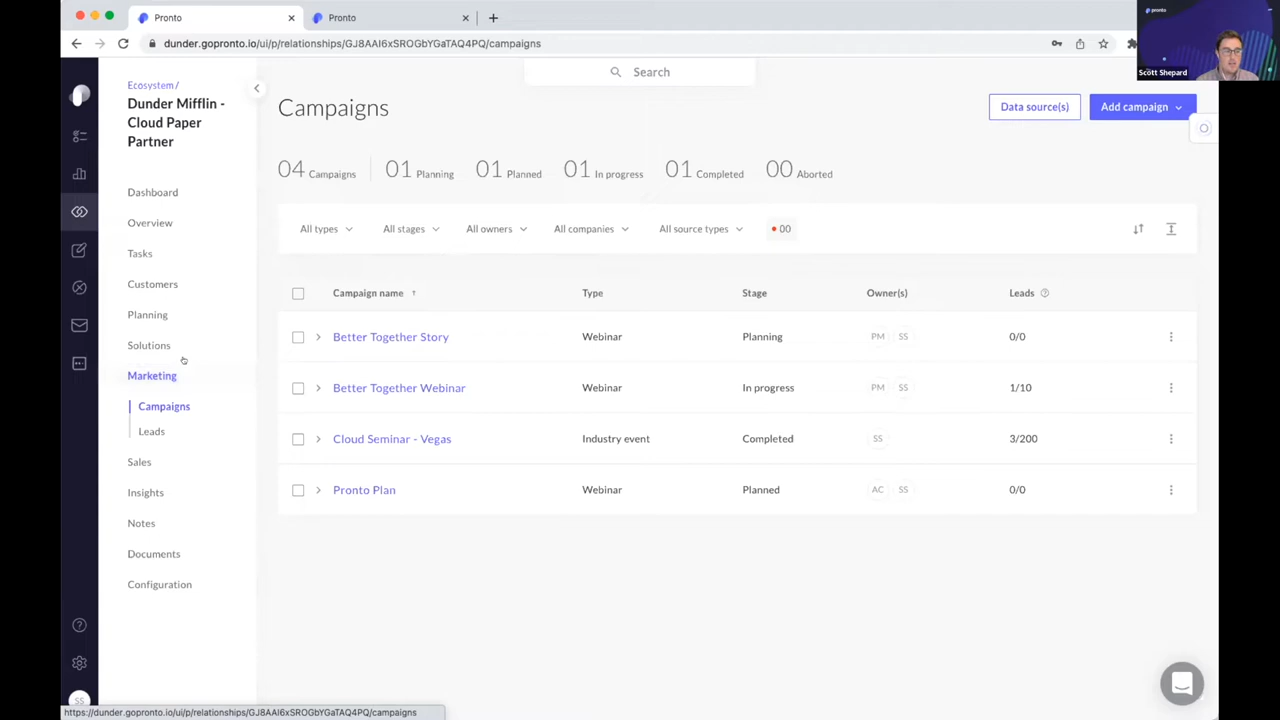 Pronto
Pronto
dunder.gopronto.io/ui/p/relationships/GJ8AAI6xSROGbYGaTAQ4PQ/campaigns
pronto
Scott Shepard
Search
Ecosystem /
Dunder Mifflin -
Cloud Paper
Partner
Dashboard
Overview
Tasks
Customers
Planning
Solutions
Marketing
Campaigns
Leads
Sales
Insights
Notes
Documents
Configuration
SS
Campaigns
Data source(s)
Add campaign
04 Campaigns 01 Planning 01 Planned 01 In progress 01 Completed 00 Aborted
All types All stages All owners All companies All source types 00
Campaign name Type Stage Owner(s) Leads
Better Together Story Webinar Planning PM SS 0/0
Better Together Webinar Webinar In progress PM SS 1/10
Cloud Seminar - Vegas Industry event Completed SS 3/200
Pronto Plan Webinar Planned AC SS 0/0
https://dunder.gopronto.io/ui/p/relationships/GJ8AAI6xSROGbYGaTAQ4PQ/campaigns